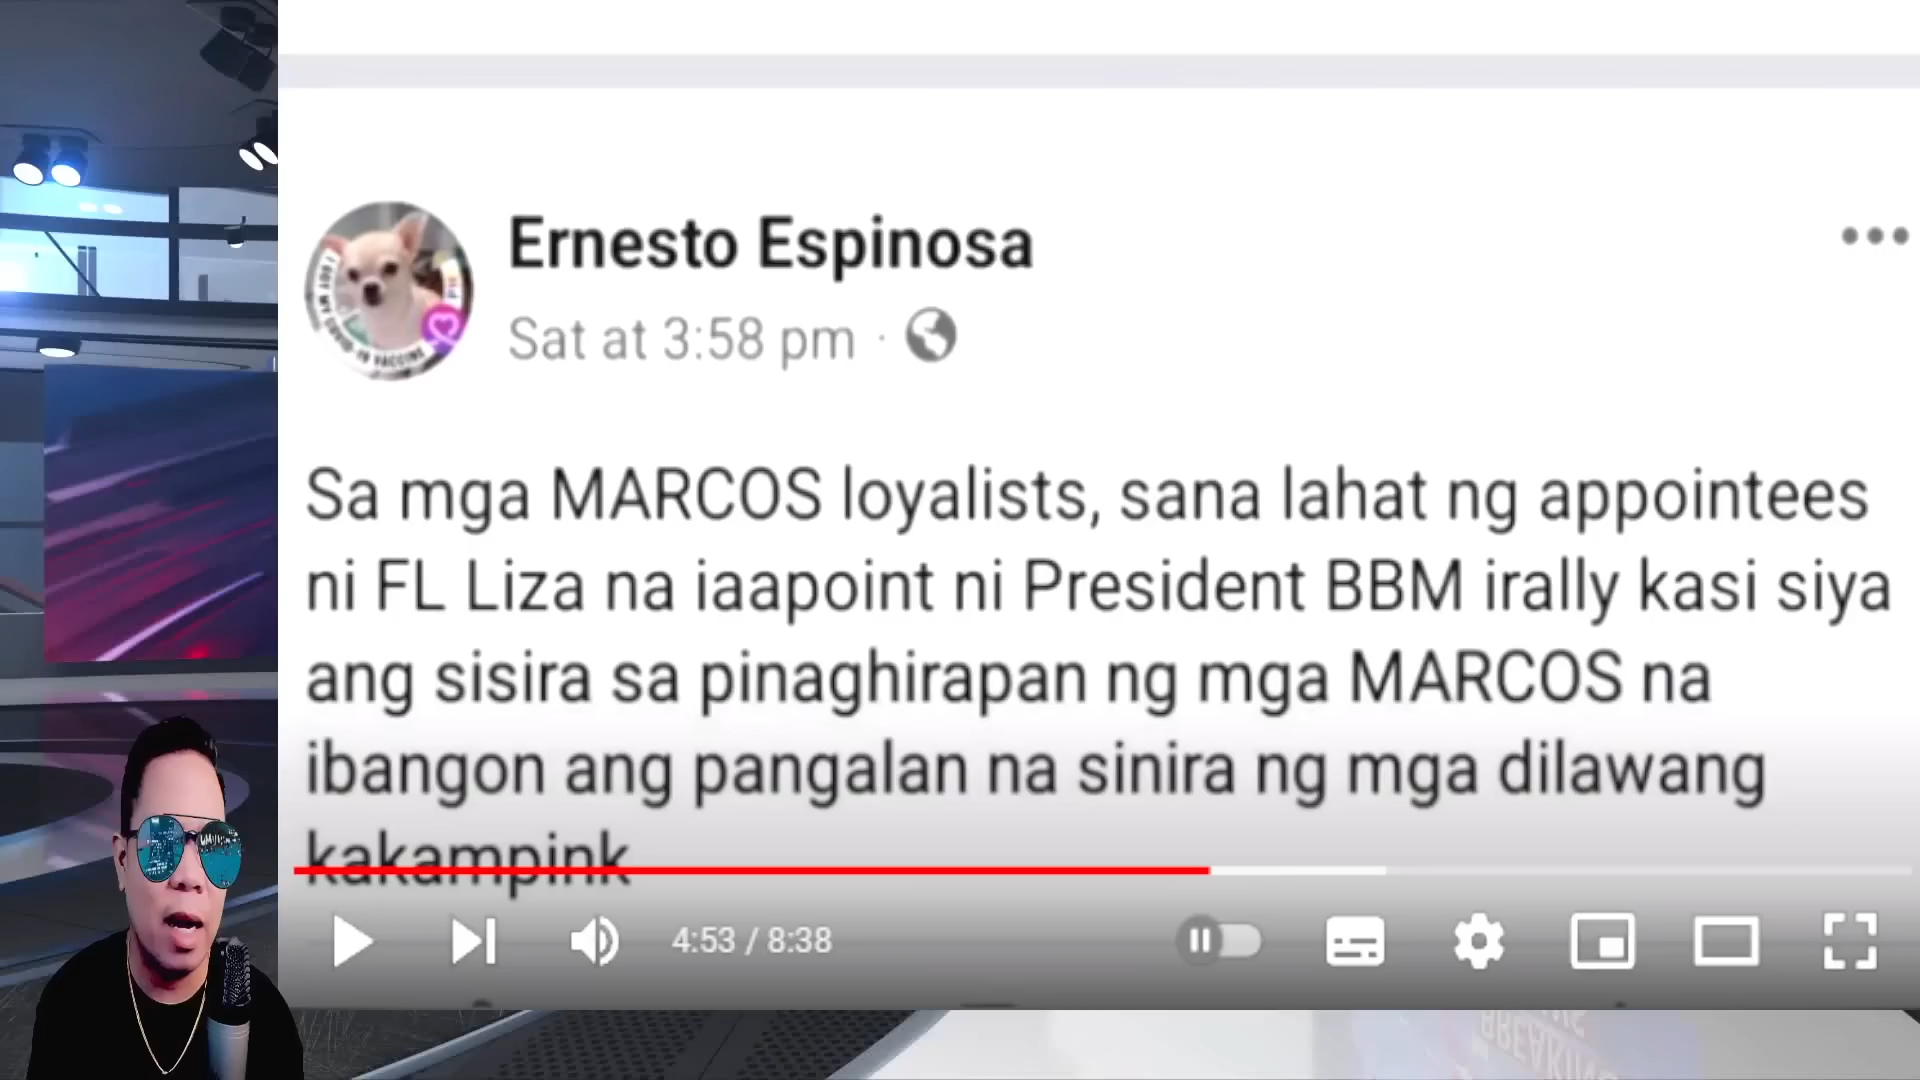 Ernesto Espinosa
Sat at 3:58 pm ·
Sa mga MARCOS loyalists, sana lahat ng appointees
ni FL Liza na iaapoint ni President BBM irally kasi siya
ang sisira sa pinaghirapan ng mga MARCOS na
ibangon ang pangalan na sinira ng mga dilawang
kakampink
4:53 / 8:38
BREAKING